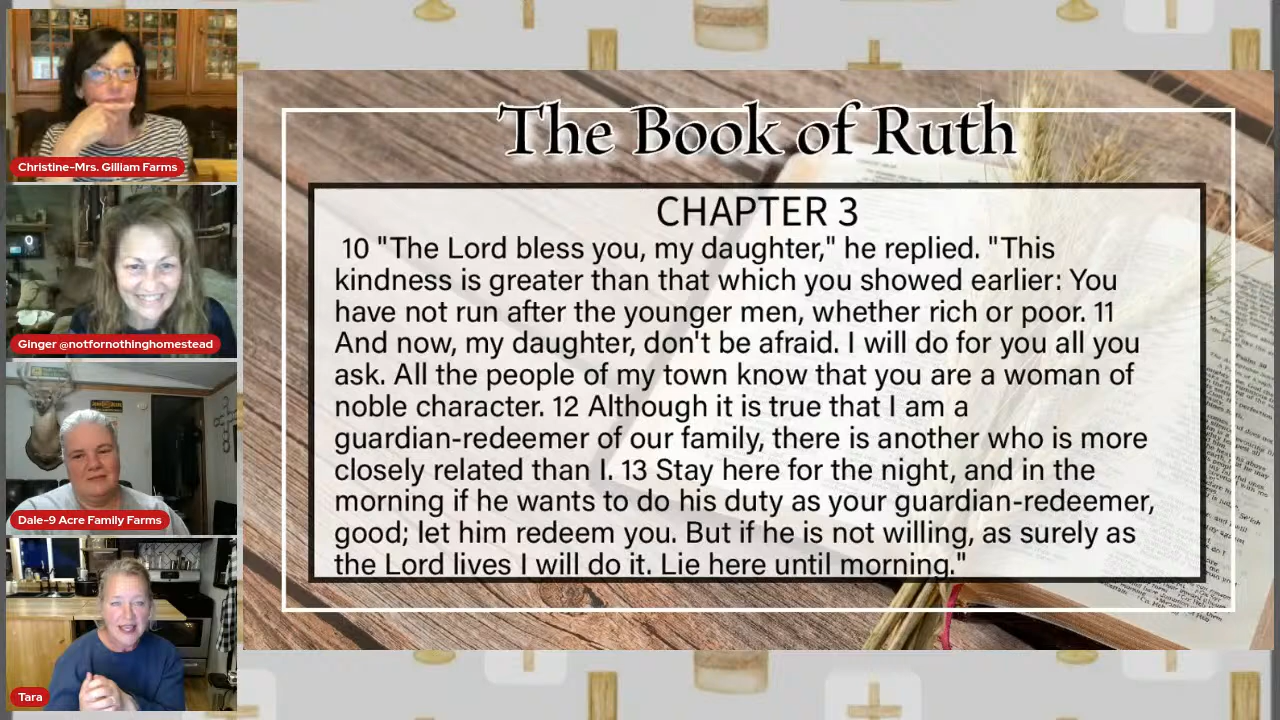 Christine-Mrs. Gilliam Farms
Ginger @notfornothinghomestead
Dale-9 Acre Family Farms
Tara
The Book of Ruth
CHAPTER 3
10 "The Lord bless you, my daughter," he replied. "This
kindness is greater than that which you showed earlier: You
have not run after the younger men, whether rich or poor. 11
And now, my daughter, don't be afraid. I will do for you all you
ask. All the people of my town know that you are a woman of
noble character. 12 Although it is true that I am a
guardian-redeemer of our family, there is another who is more
closely related than I. 13 Stay here for the night, and in the
morning if he wants to do his duty as your guardian-redeemer,
good; let him redeem you. But if he is not willing, as surely as
the Lord lives I will do it. Lie here until morning."